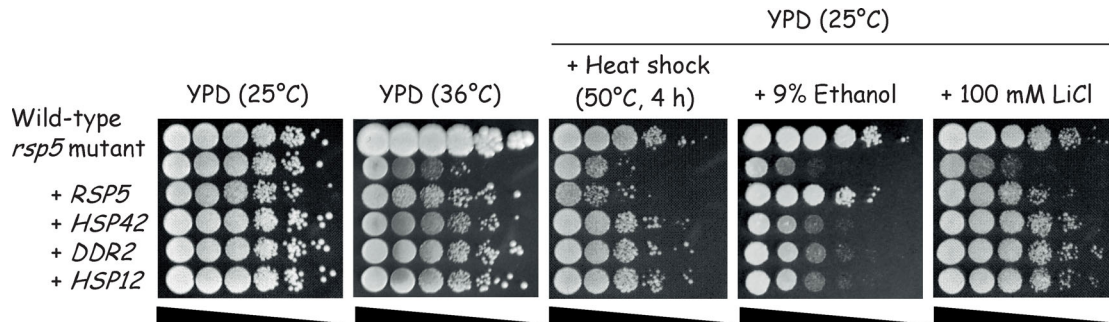 YPD (25°C)
+ Heat shock
(50°C, 4 h)
YPD (25°C)
YPD (36°C)
+ 9% Ethanol
+ 100 mM LiCl
Wild-type
rsp5 mutant
+ RSP5
+ HSP42
+ DDR2
+ HSP12